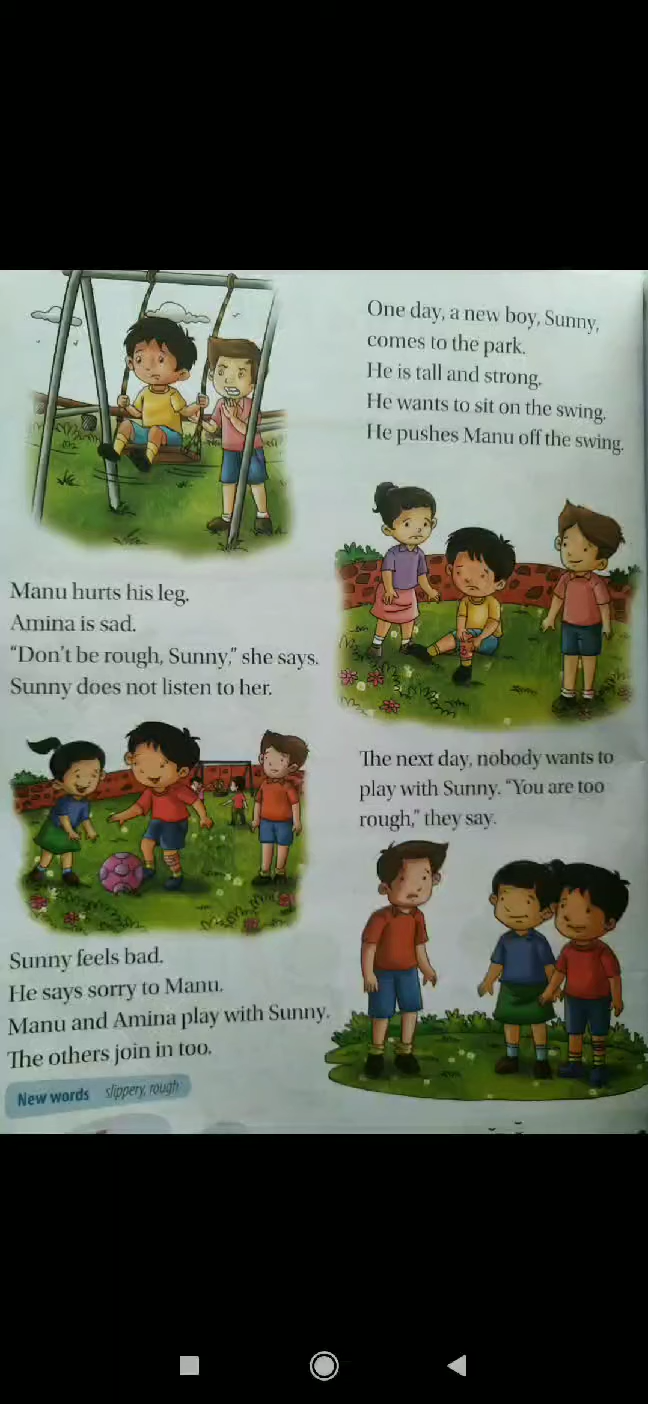 One day, a new boy, Sunny,
comes to the park.
He is tall and strong.
He wants to sit on the swing.
He pushes Manu off the swing.
Manu hurts his leg.
Amina is sad.
“Don’t be rough, Sunny,” she says.
Sunny does not listen to her.
The next day, nobody wants to
play with Sunny. “You are too
rough,” they say.
Sunny feels bad.
He says sorry to Manu.
Manu and Amina play with Sunny.
The others join in too.
New words slippery, rough